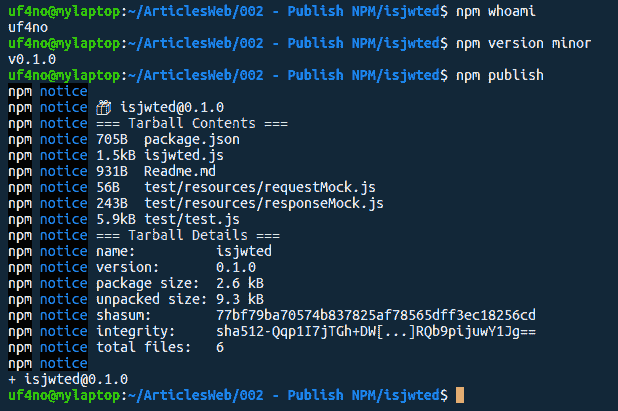 uf4no@mylaptop:~/ArticlesWeb/002 - Publish NPM/isjwted$ npm whoami
uf4no
uf4no@mylaptop:~/ArticlesWeb/002 - Publish NPM/isjwted$ npm version minor
v0.1.0
uf4no@mylaptop:~/ArticlesWeb/002 - Publish NPM/isjwted$ npm publish
npm notice
npm notice 📦 isjwted@0.1.0
npm notice === Tarball Contents ===
npm notice 705B  package.json
npm notice 1.5kB isjwted.js
npm notice 931B  Readme.md
npm notice 56B   test/resources/requestMock.js
npm notice 243B  test/resources/responseMock.js
npm notice 5.9kB test/test.js
npm notice === Tarball Details ===
npm notice name:          isjwted
npm notice version:       0.1.0
npm notice package size:  2.6 kB
npm notice unpacked size: 9.3 kB
npm notice shasum:        77bf79ba70574b837825af78565dff3ec18256cd
npm notice integrity:     sha512-Qqp1I7jTGh+DW[...]RQb9pijuwY1Jg==
npm notice total files:   6
npm notice
+ isjwted@0.1.0
uf4no@mylaptop:~/ArticlesWeb/002 - Publish NPM/isjwted$